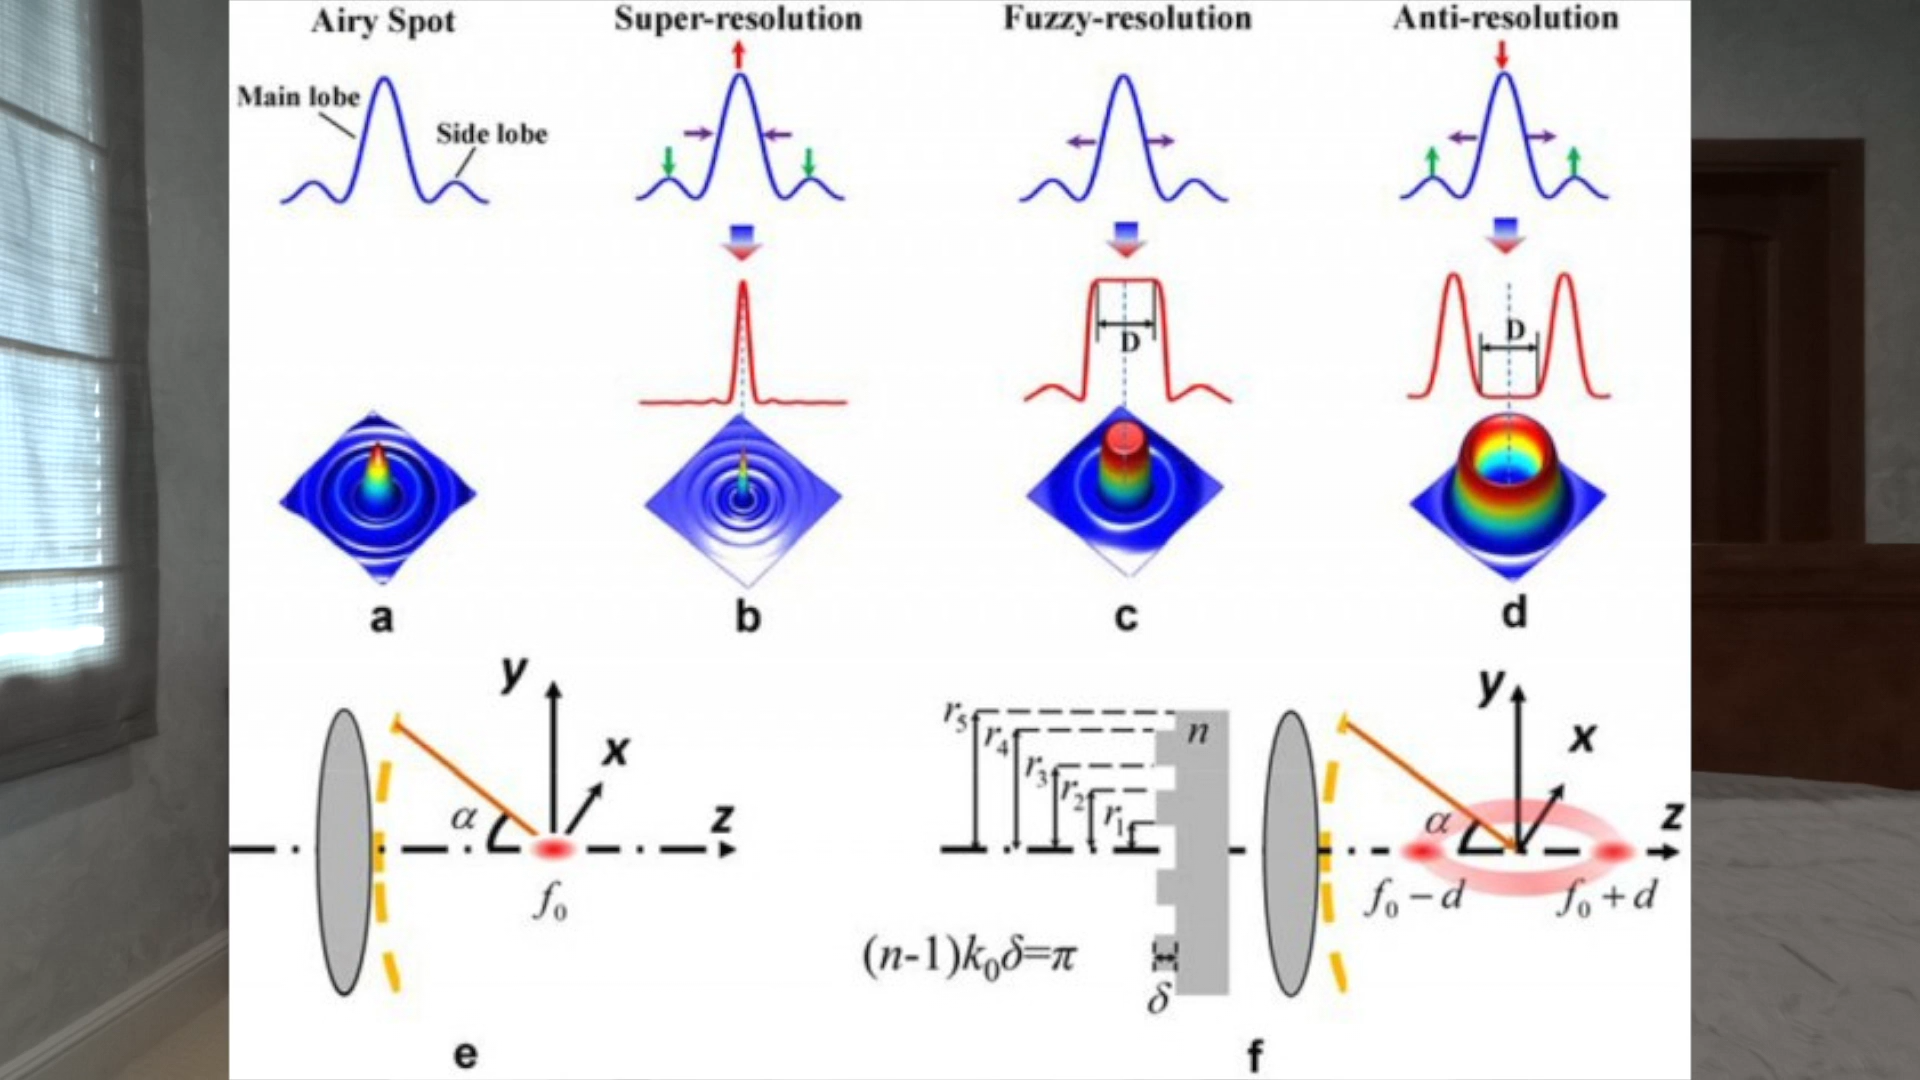 Airy Spot
Super-resolution
Fuzzy-resolution
Anti-resolution
Main lobe
Side lobe
D
D
a
b
c
d
y
x
z
α
f₀
e
r₅
r₄
r₃
r₂
r₁
n
(n-1)k₀δ=π
δ
y
x
z
α
f₀ − d
f₀ + d
f